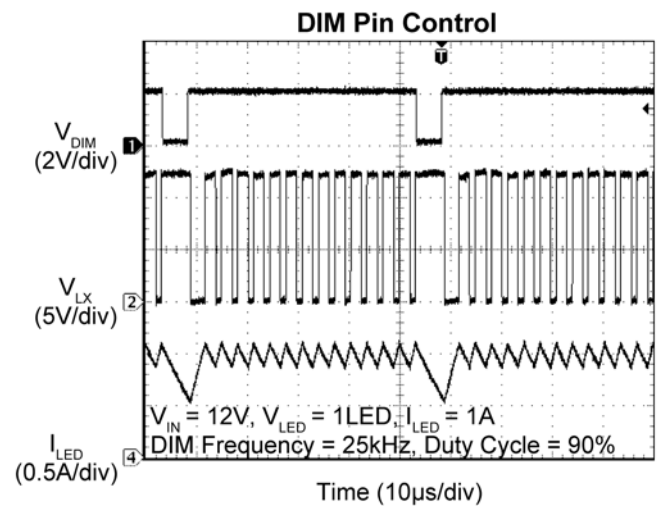 DIM Pin Control
T
V_DIM
(2V/div)
1
V_LX
(5V/div)
2
V_IN = 12V, V_LED = 1LED, I_LED = 1A
DIM Frequency = 25kHz, Duty Cycle = 90%
I_LED
(0.5A/div)
4
Time (10µs/div)